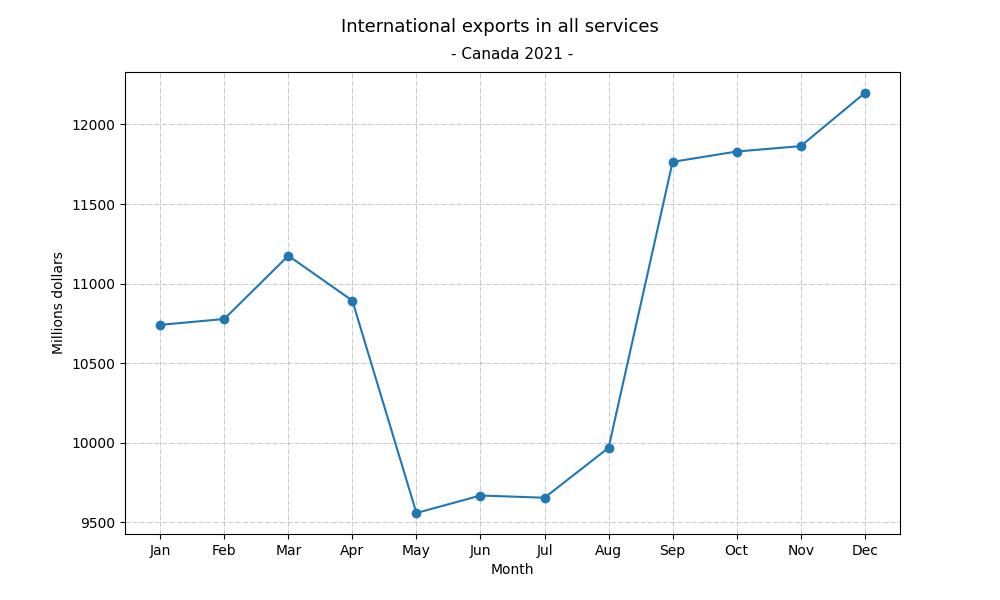 International exports in all services
- Canada 2021 -
Millions dollars
12000
11500
11000
10500
10000
9500
Jan Feb Mar Apr May Jun Jul Aug Sep Oct Nov Dec
Month